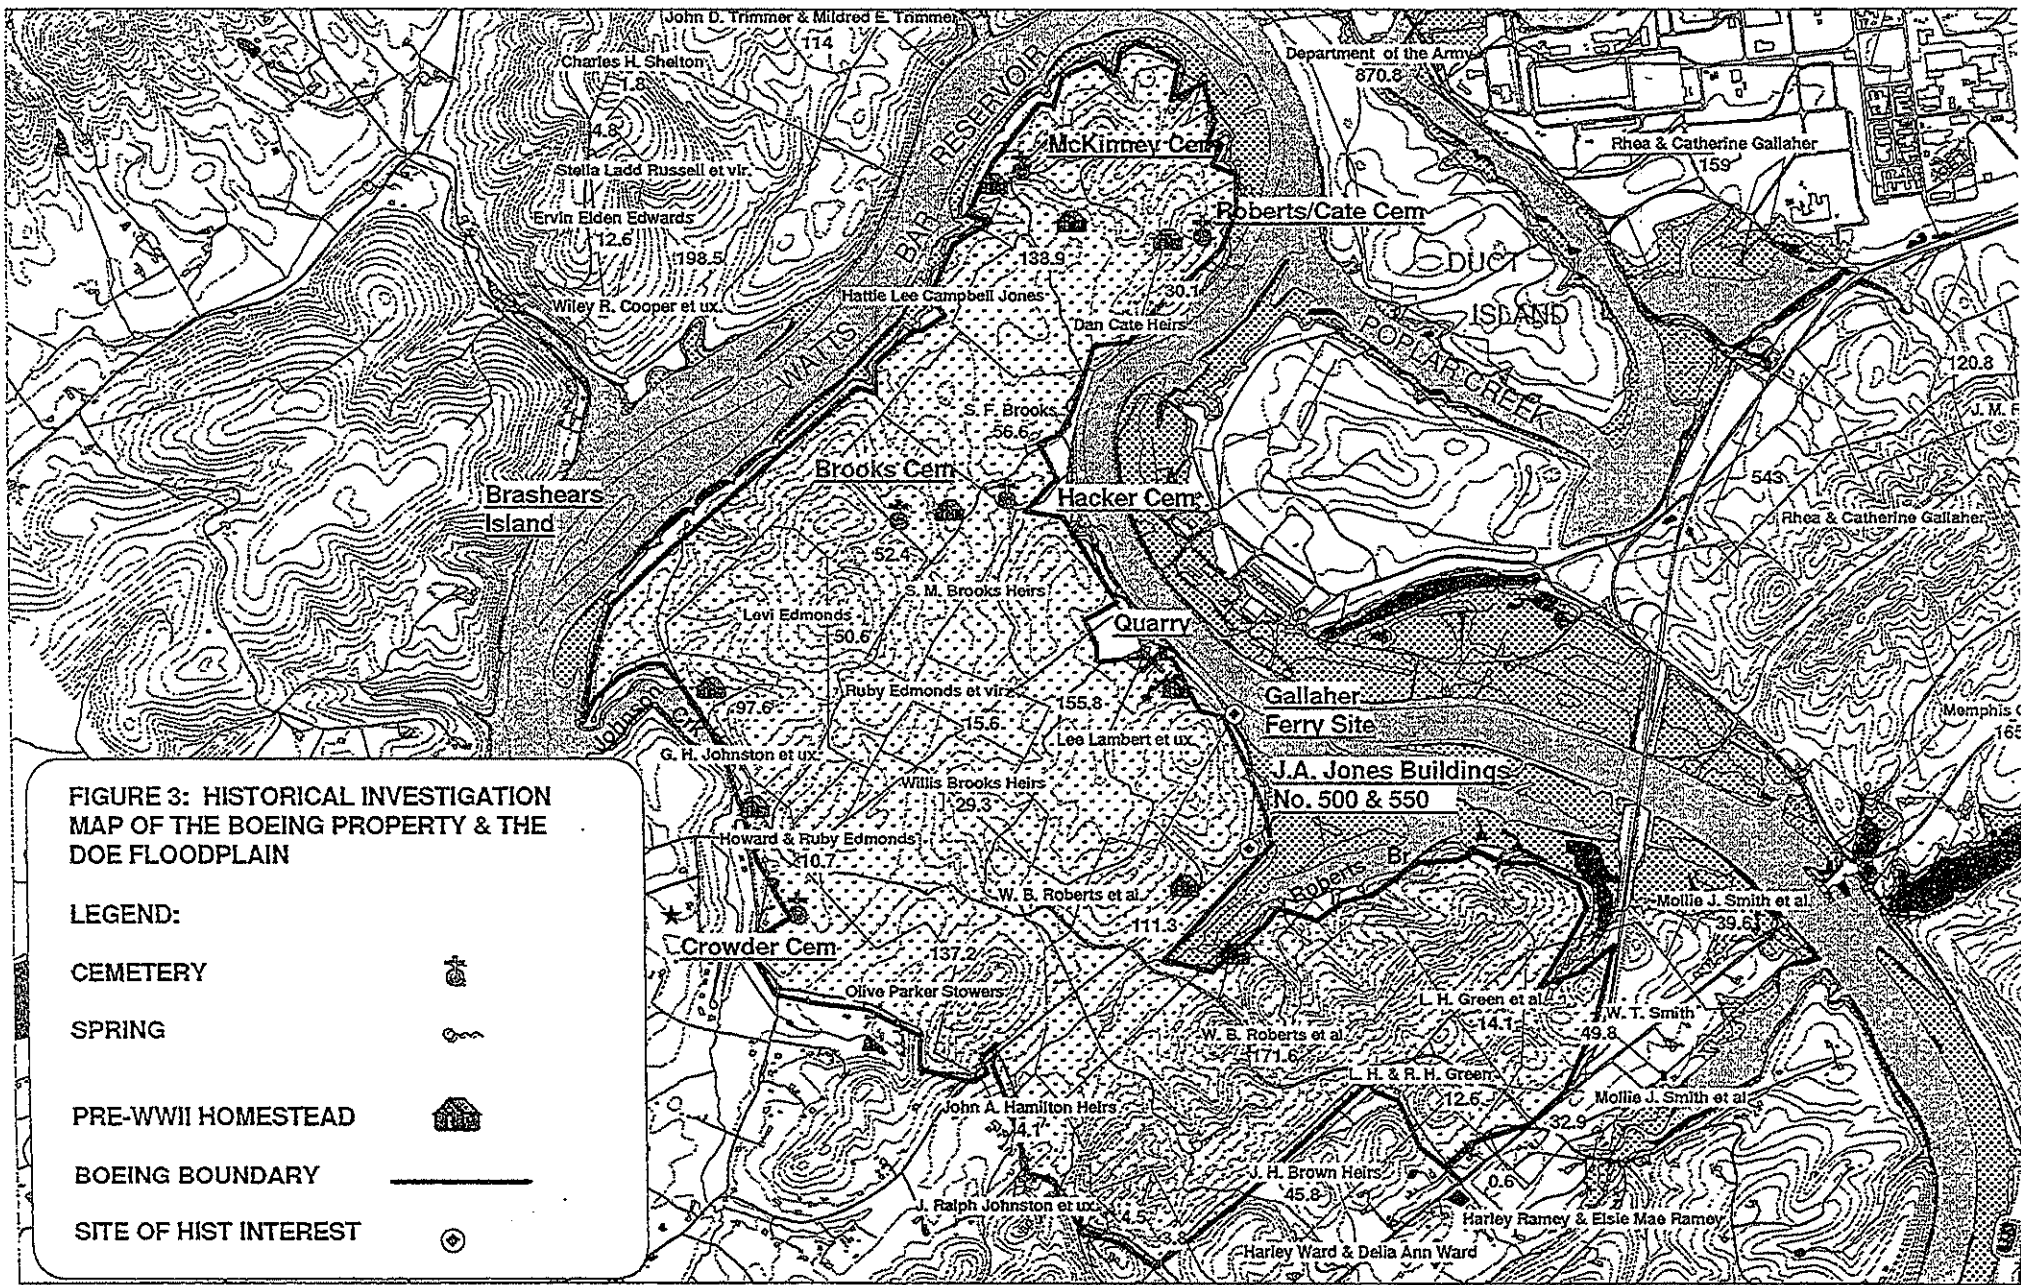 John D. Trimmer & Mildred E. Trimmer
114
Charles H. Shelton
1.8
4.8
Stella Ladd Russell et vir.
Ervin Elden Edwards
12.6
198.5
Wiley R. Cooper et ux.
WATTS BAR RESERVOIR
Department of the Army
870.8
Rhea & Catherine Gallaher
159
McKinney Cem
Roberts/Cate Cem
133.9
30.1
Hattie Lee Campbell Jones
Dan Cate Heirs
DUCT
ISLAND
POPLAR CREEK
120.8
J. M. F
S. F. Brooks
56.6
Brooks Cem
Hacker Cem
Brashears
Island
52.4
543
Rhea & Catherine Gallaher
S. M. Brooks Heirs
Levi Edmonds
50.6
Quarry
Ruby Edmonds et vir
97.6
15.6
155.8
Lee Lambert et ux
Gallaher
Ferry Site
Memphis
165
Johnson Ck
G. H. Johnston et ux.
Willis Brooks Heirs
29.3
J.A. Jones Buildings
No. 500 & 550
Howard & Ruby Edmonds
10.7
Roberts Br
W. B. Roberts et al.
111.3
Mollie J. Smith et al.
39.6
Crowder Cem
137.2
Olive Parker Stowers
L. H. Green et al.
14.1
W. T. Smith
49.8
W. B. Roberts et al
171.6
L. H. & R. H. Green
12.6
Mollie J. Smith et al.
32.9
John A. Hamilton Heirs
4.1
J. H. Brown Heirs
45.8
0.6
J. Ralph Johnston et ux.
4.5
3.8
Harley Ramey & Elsie Mae Ramey
Harley Ward & Delia Ann Ward
FIGURE 3: HISTORICAL INVESTIGATION
MAP OF THE BOEING PROPERTY & THE
DOE FLOODPLAIN
LEGEND:
CEMETERY
SPRING
PRE-WWII HOMESTEAD
BOEING BOUNDARY
SITE OF HIST INTEREST